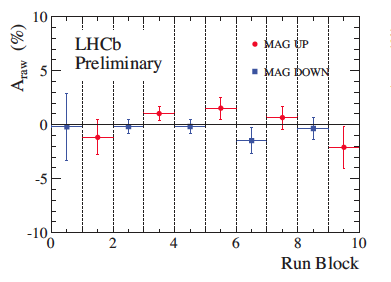 10
LHCb
Preliminary
MAG UP
MAG DOWN
A_raw (%)
5
0
-5
-10
0 2 4 6 8 10
Run Block